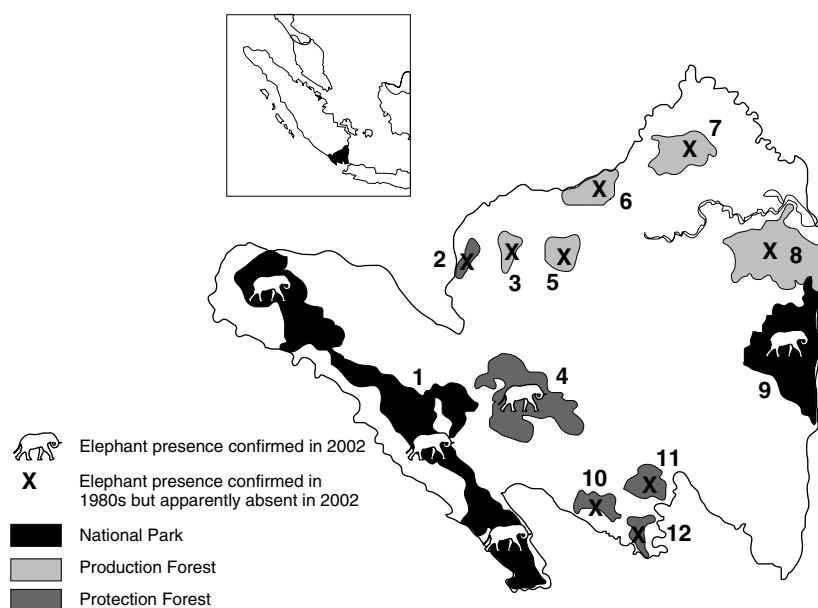 7
6
2
3
5
8
1
4
9
10
11
12
Elephant presence confirmed in 2002
X Elephant presence confirmed in
1980s but apparently absent in 2002
National Park
Production Forest
Protection Forest
X
X
X
X
X
X
X
X
X